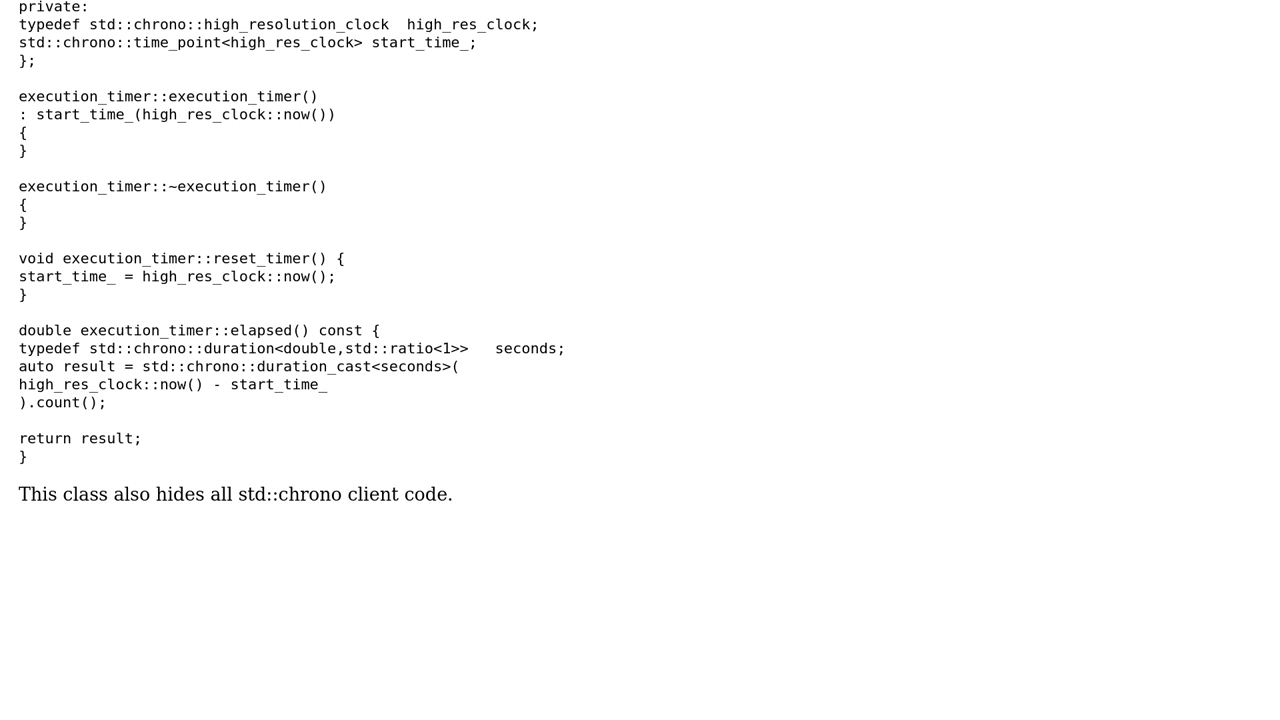 private:
typedef std::chrono::high_resolution_clock  high_res_clock;
std::chrono::time_point<high_res_clock> start_time_;
};

execution_timer::execution_timer()
: start_time_(high_res_clock::now())
{
}

execution_timer::~execution_timer()
{
}

void execution_timer::reset_timer() {
start_time_ = high_res_clock::now();
}

double execution_timer::elapsed() const {
typedef std::chrono::duration<double,std::ratio<1>>   seconds;
auto result = std::chrono::duration_cast<seconds>(
high_res_clock::now() - start_time_
).count();

return result;
}

This class also hides all std::chrono client code.